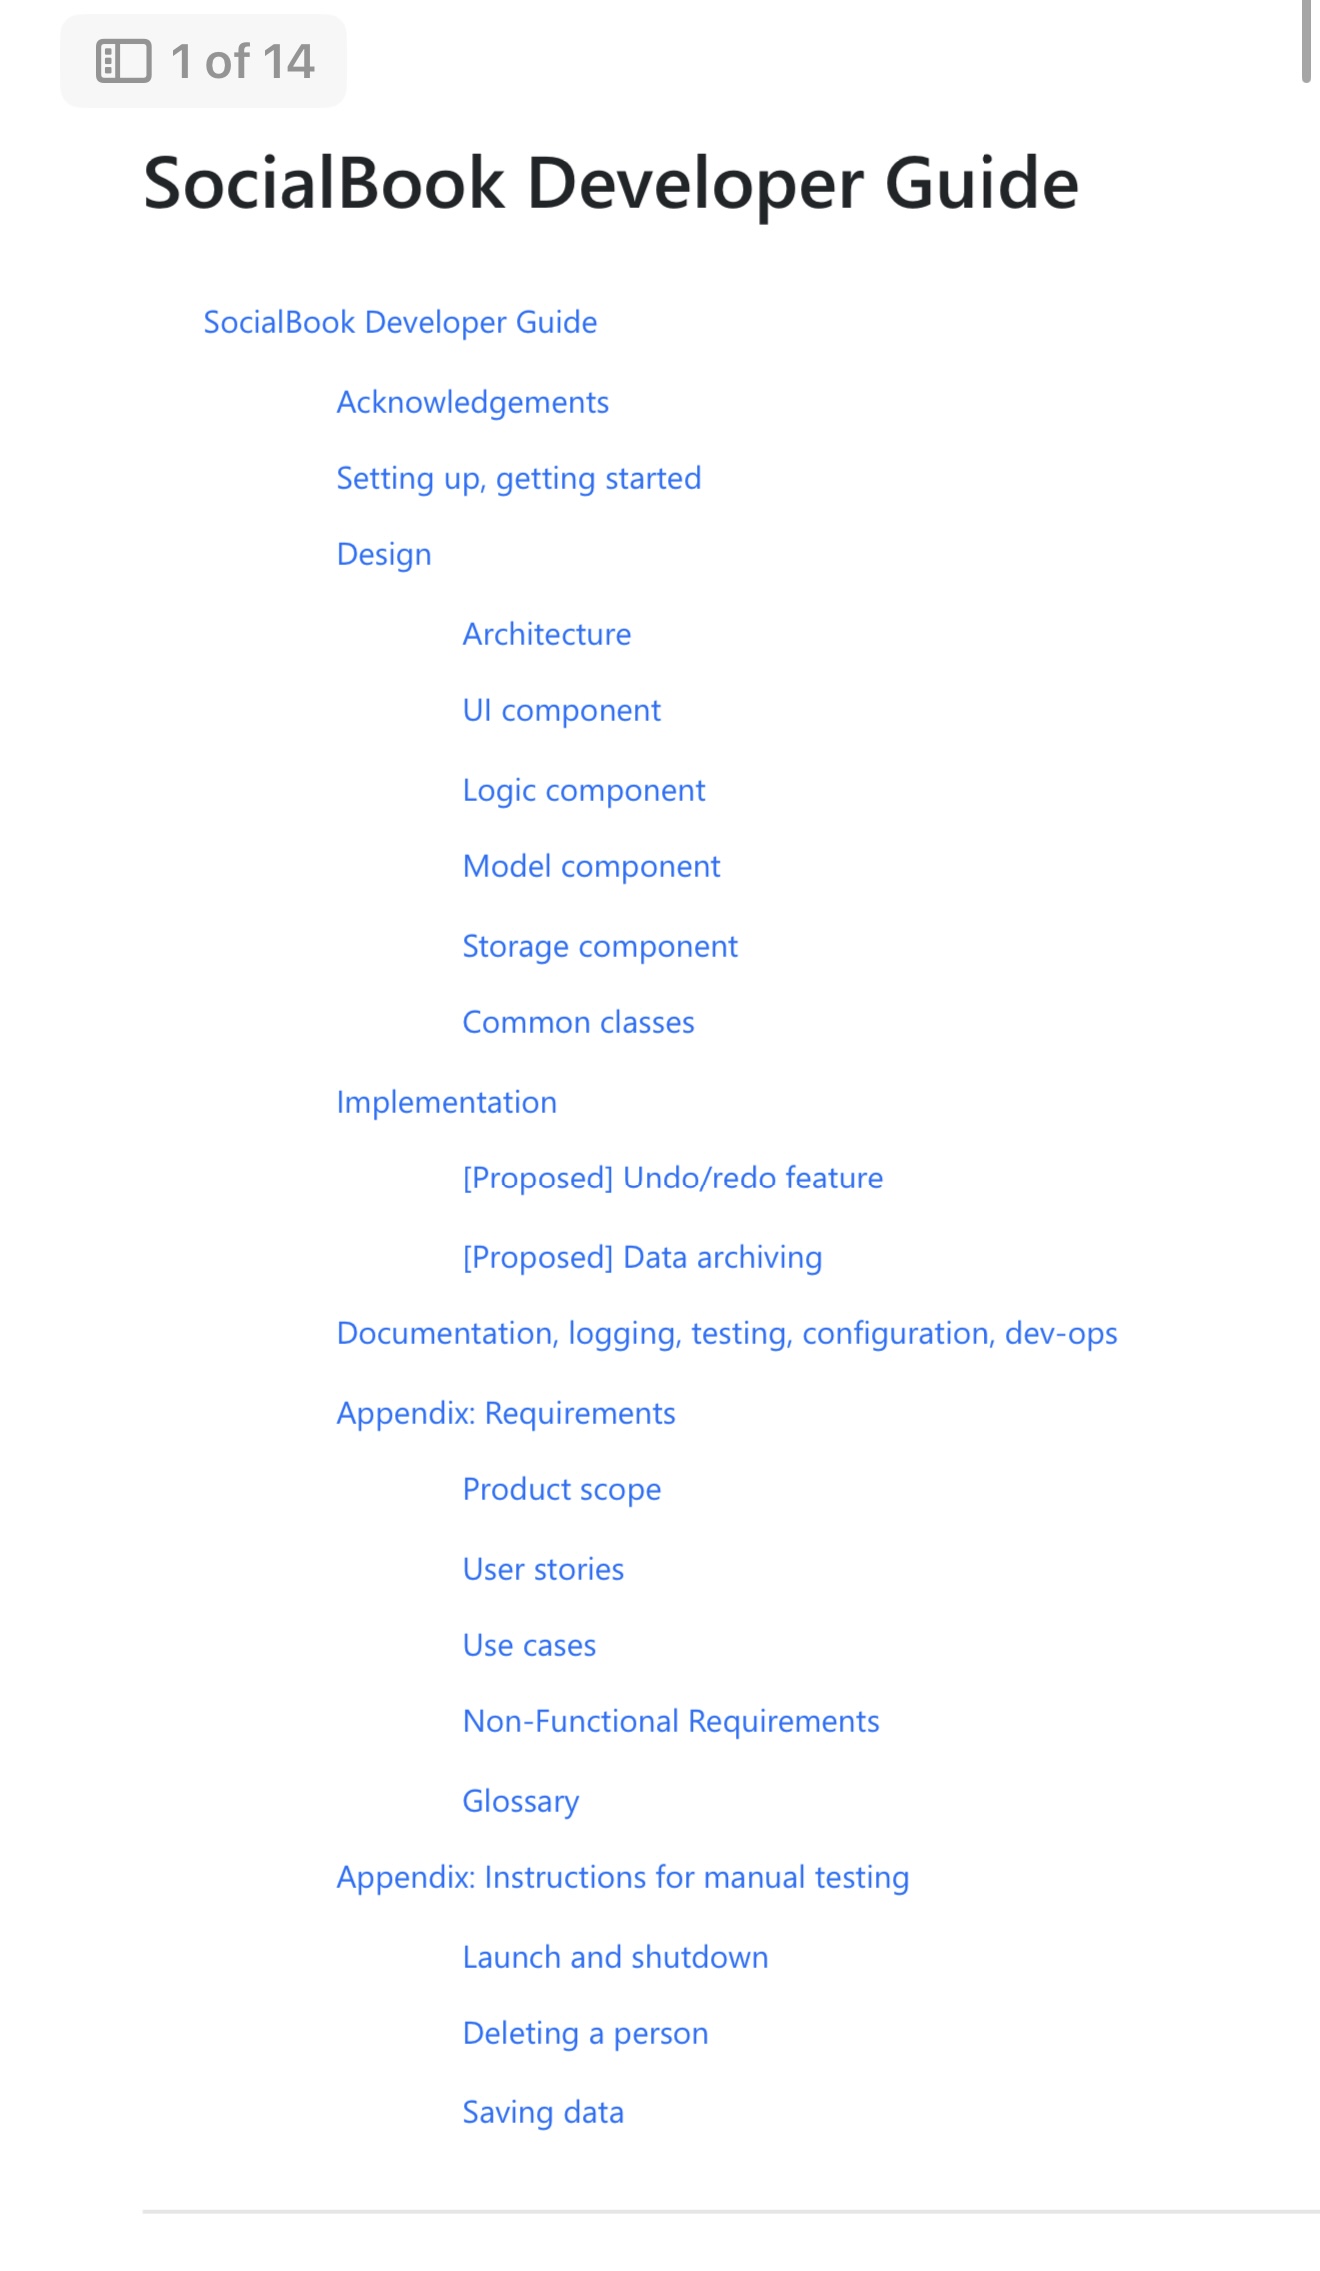 1 of 14
SocialBook Developer Guide
SocialBook Developer Guide
Acknowledgements
Setting up, getting started
Design
Architecture
UI component
Logic component
Model component
Storage component
Common classes
Implementation
[Proposed] Undo/redo feature
[Proposed] Data archiving
Documentation, logging, testing, configuration, dev-ops
Appendix: Requirements
Product scope
User stories
Use cases
Non-Functional Requirements
Glossary
Appendix: Instructions for manual testing
Launch and shutdown
Deleting a person
Saving data